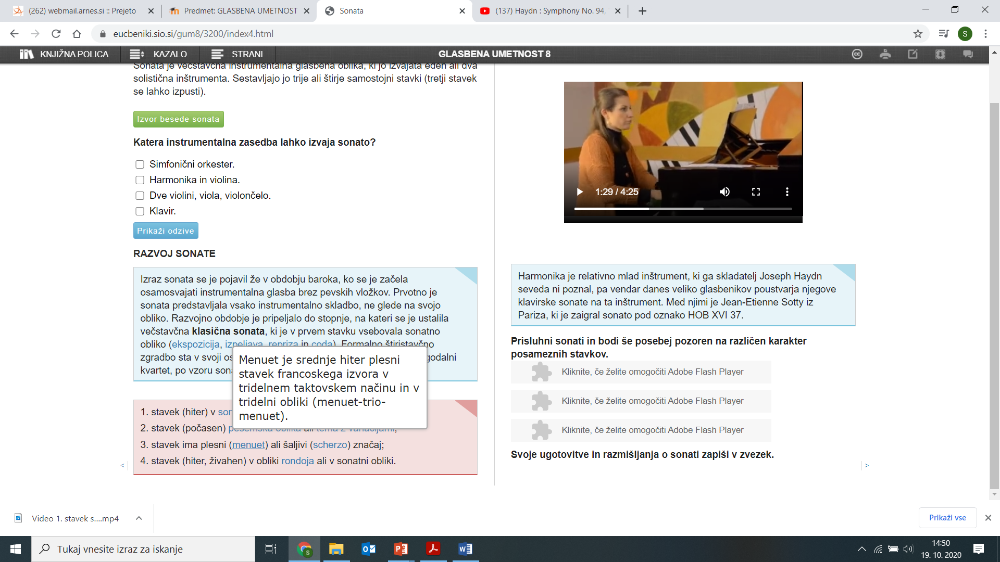 (262) webmail.arnes.si :: Prejeto
Predmet: GLASBENA UMETNOST
Sonata
(137) Haydn : Symphony No. 94,
eucbeniki.sio.si/gum8/3200/index4.html
S
KNJIŽNA POLICA
KAZALO
STRANI
GLASBENA UMETNOST 8
Sonata je večstavčna instrumentalna glasbena oblika, ki jo izvajata eden ali dva
solistična inštrumenta. Sestavljajo jo trije ali štirje samostojni stavki (tretji stavek
se lahko izpusti).
Izvor besede sonata
Katera instrumentalna zasedba lahko izvaja sonato?
Simfonični orkester.
Harmonika in violina.
Dve violini, viola, violončelo.
Klavir.
Prikaži odzive
RAZVOJ SONATE
Izraz sonata se je pojavil že v obdobju baroka, ko se je začela
osamosvajati instrumentalna glasba brez pevskih vložkov. Prvotno je
sonata predstavljala vsako instrumentalno skladbo, ne glede na svojo
obliko. Razvojno obdobje je pripeljalo do stopnje, na kateri se je ustalila
večstavčna klasična sonata, ki je v prvem stavku vsebovala sonatno
obliko (ekspozicija, izpeljava, repriza in coda). Formalno štiristavčno
zgradbo sta v svoji os godalni
kvartet, po vzoru sona
Menuet je srednje hiter plesni
stavek francoskega izvora v
tridelnem taktovskem načinu in v
tridelni obliki (menuet-trio-
menuet).
1. stavek (hiter) v son
2. stavek (počasen) pesemska oblika ali tema z variacijami;
3. stavek ima plesni (menuet) ali šaljivi (scherzo) značaj;
4. stavek (hiter, živahen) v obliki rondoja ali v sonatni obliki.
<
1:29 / 4:25
Harmonika je relativno mlad inštrument, ki ga skladatelj Joseph Haydn
seveda ni poznal, pa vendar danes veliko glasbenikov poustvarja njegove
klavirske sonate na ta inštrument. Med njimi je Jean-Etienne Sotty iz
Pariza, ki je zaigral sonato pod oznako HOB XVI 37.
Prisluhni sonati in bodi še posebej pozoren na različen karakter
posameznih stavkov.
Kliknite, če želite omogočiti Adobe Flash Player
Kliknite, če želite omogočiti Adobe Flash Player
Kliknite, če želite omogočiti Adobe Flash Player
Svoje ugotovitve in razmišljanja o sonati zapiši v zvezek.
>
Video 1. stavek s....mp4
Prikaži vse
Tukaj vnesite izraz za iskanje
14:50
19. 10. 2020